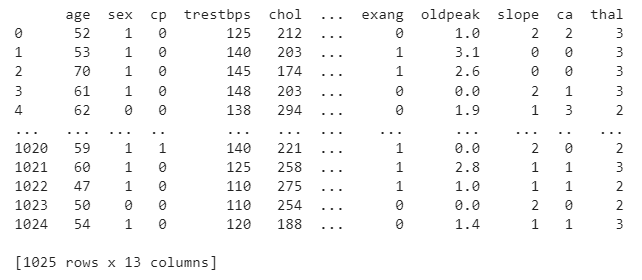 age sex cp trestbps chol ... exang oldpeak slope ca thal
0 52 1 0 125 212 ... 0 1.0 2 2 3
1 53 1 0 140 203 ... 1 3.1 0 0 3
2 70 1 0 145 174 ... 1 2.6 0 0 3
3 61 1 0 148 203 ... 0 0.0 2 1 3
4 62 0 0 138 294 ... 0 1.9 1 3 2
... ... ... .. ... ... ... ... ... ... .. ...
1020 59 1 1 140 221 ... 1 0.0 2 0 2
1021 60 1 0 125 258 ... 1 2.8 1 1 3
1022 47 1 0 110 275 ... 1 1.0 1 1 2
1023 50 0 0 110 254 ... 0 0.0 2 0 2
1024 54 1 0 120 188 ... 0 1.4 1 1 3
[1025 rows x 13 columns]